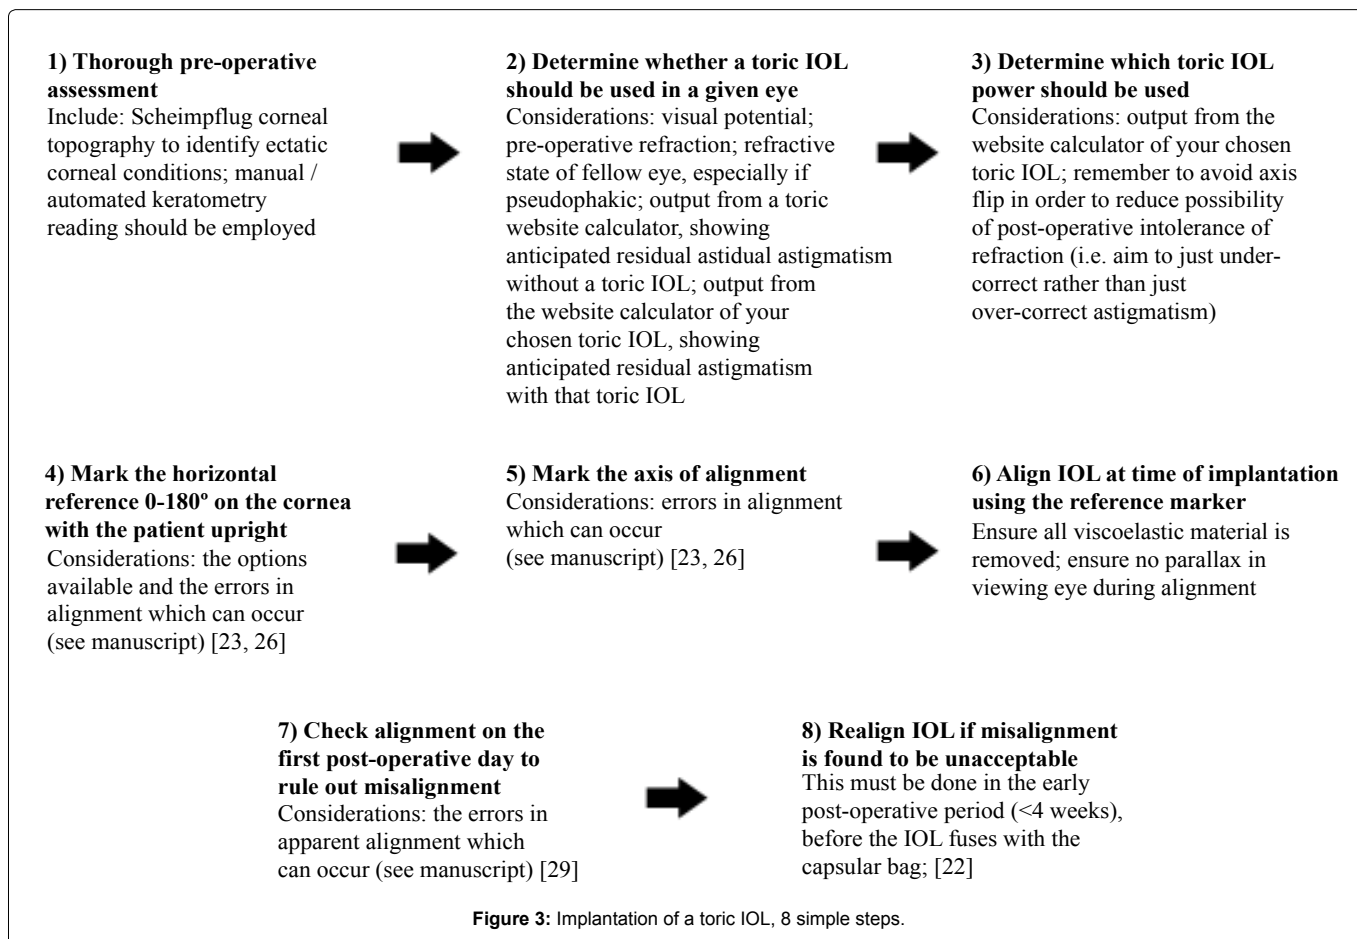 1) Thorough pre-operative
assessment
Include: Scheimpflug corneal
topography to identify ectatic
corneal conditions; manual /
automated keratometry
reading should be employed
2) Determine whether a toric IOL
should be used in a given eye
Considerations: visual potential;
pre-operative refraction; refractive
state of fellow eye, especially if
pseudophakic; output from a toric
website calculator, showing
anticipated residual astidual astigmatism
without a toric IOL; output from
the website calculator of your
chosen toric IOL, showing
anticipated residual astigmatism
with that toric IOL
3) Determine which toric IOL
power should be used
Considerations: output from the
website calculator of your chosen
toric IOL; remember to avoid axis
flip in order to reduce possibility
of post-operative intolerance of
refraction (i.e. aim to just under-
correct rather than just
over-correct astigmatism)
4) Mark the horizontal
reference 0-180º on the cornea
with the patient upright
Considerations: the options
available and the errors in
alignment which can occur
(see manuscript) [23, 26]
5) Mark the axis of alignment
Considerations: errors in alignment
which can occur
(see manuscript) [23, 26]
6) Align IOL at time of implantation
using the reference marker
Ensure all viscoelastic material is
removed; ensure no parallax in
viewing eye during alignment
7) Check alignment on the
first post-operative day to
rule out misalignment
Considerations: the errors in
apparent alignment which
can occur (see manuscript) [29]
8) Realign IOL if misalignment
is found to be unacceptable
This must be done in the early
post-operative period (<4 weeks),
before the IOL fuses with the
capsular bag; [22]
Figure 3: Implantation of a toric IOL, 8 simple steps.